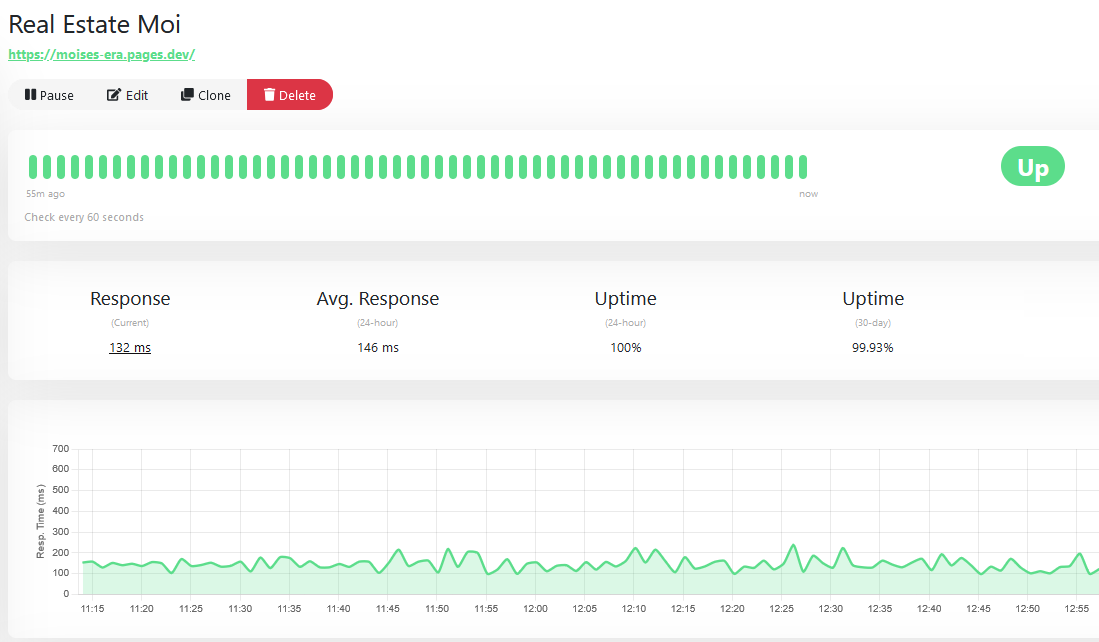 Real Estate Moi
https://moises-era.pages.dev/
Pause Edit Clone Delete
Up
55m ago now
Check every 60 seconds
Response Avg. Response Uptime Uptime
(Current) (24-hour) (24-hour) (30-day)
132 ms 146 ms 100% 99.93%
Resp. Time (ms)
700
600
500
400
300
200
100
0
11:15 11:20 11:25 11:30 11:35 11:40 11:45 11:50 11:55 12:00 12:05 12:10 12:15 12:20 12:25 12:30 12:35 12:40 12:45 12:50 12:55